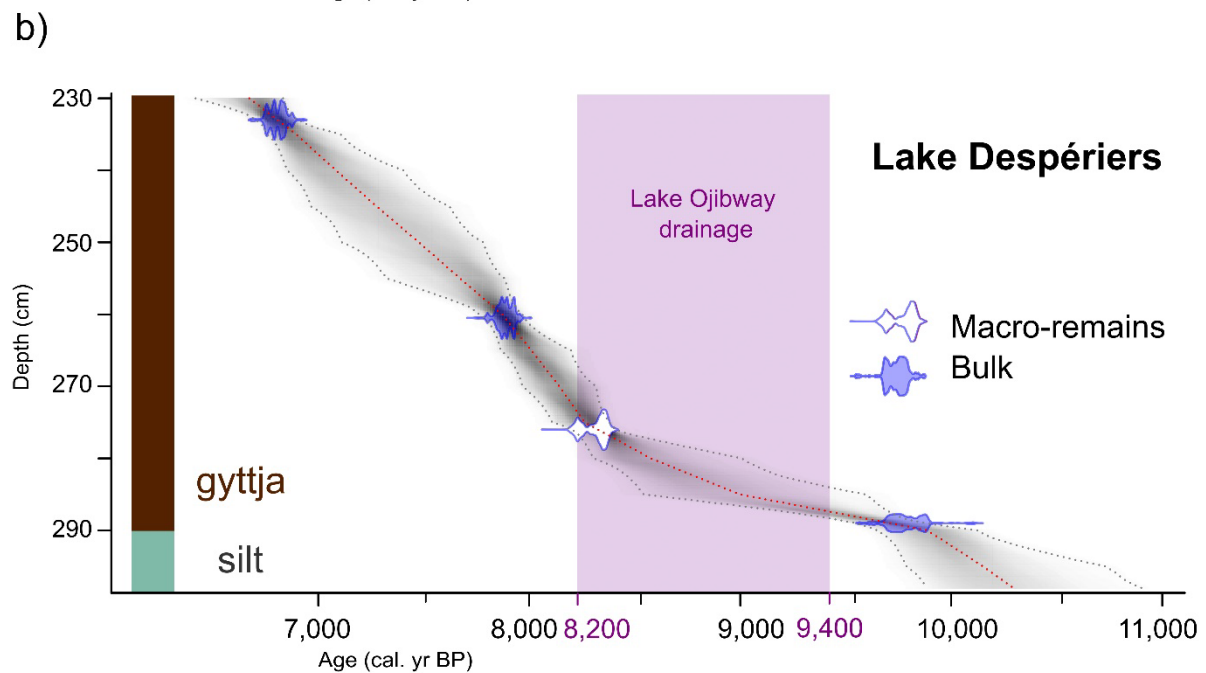 b)
230
250
270
290
Depth (cm)
gyttja
silt
Lake Ojibway
drainage
Lake Despériers
Macro-remains
Bulk
7,000
8,000
8,200
9,000
9,400
10,000
11,000
Age (cal. yr BP)